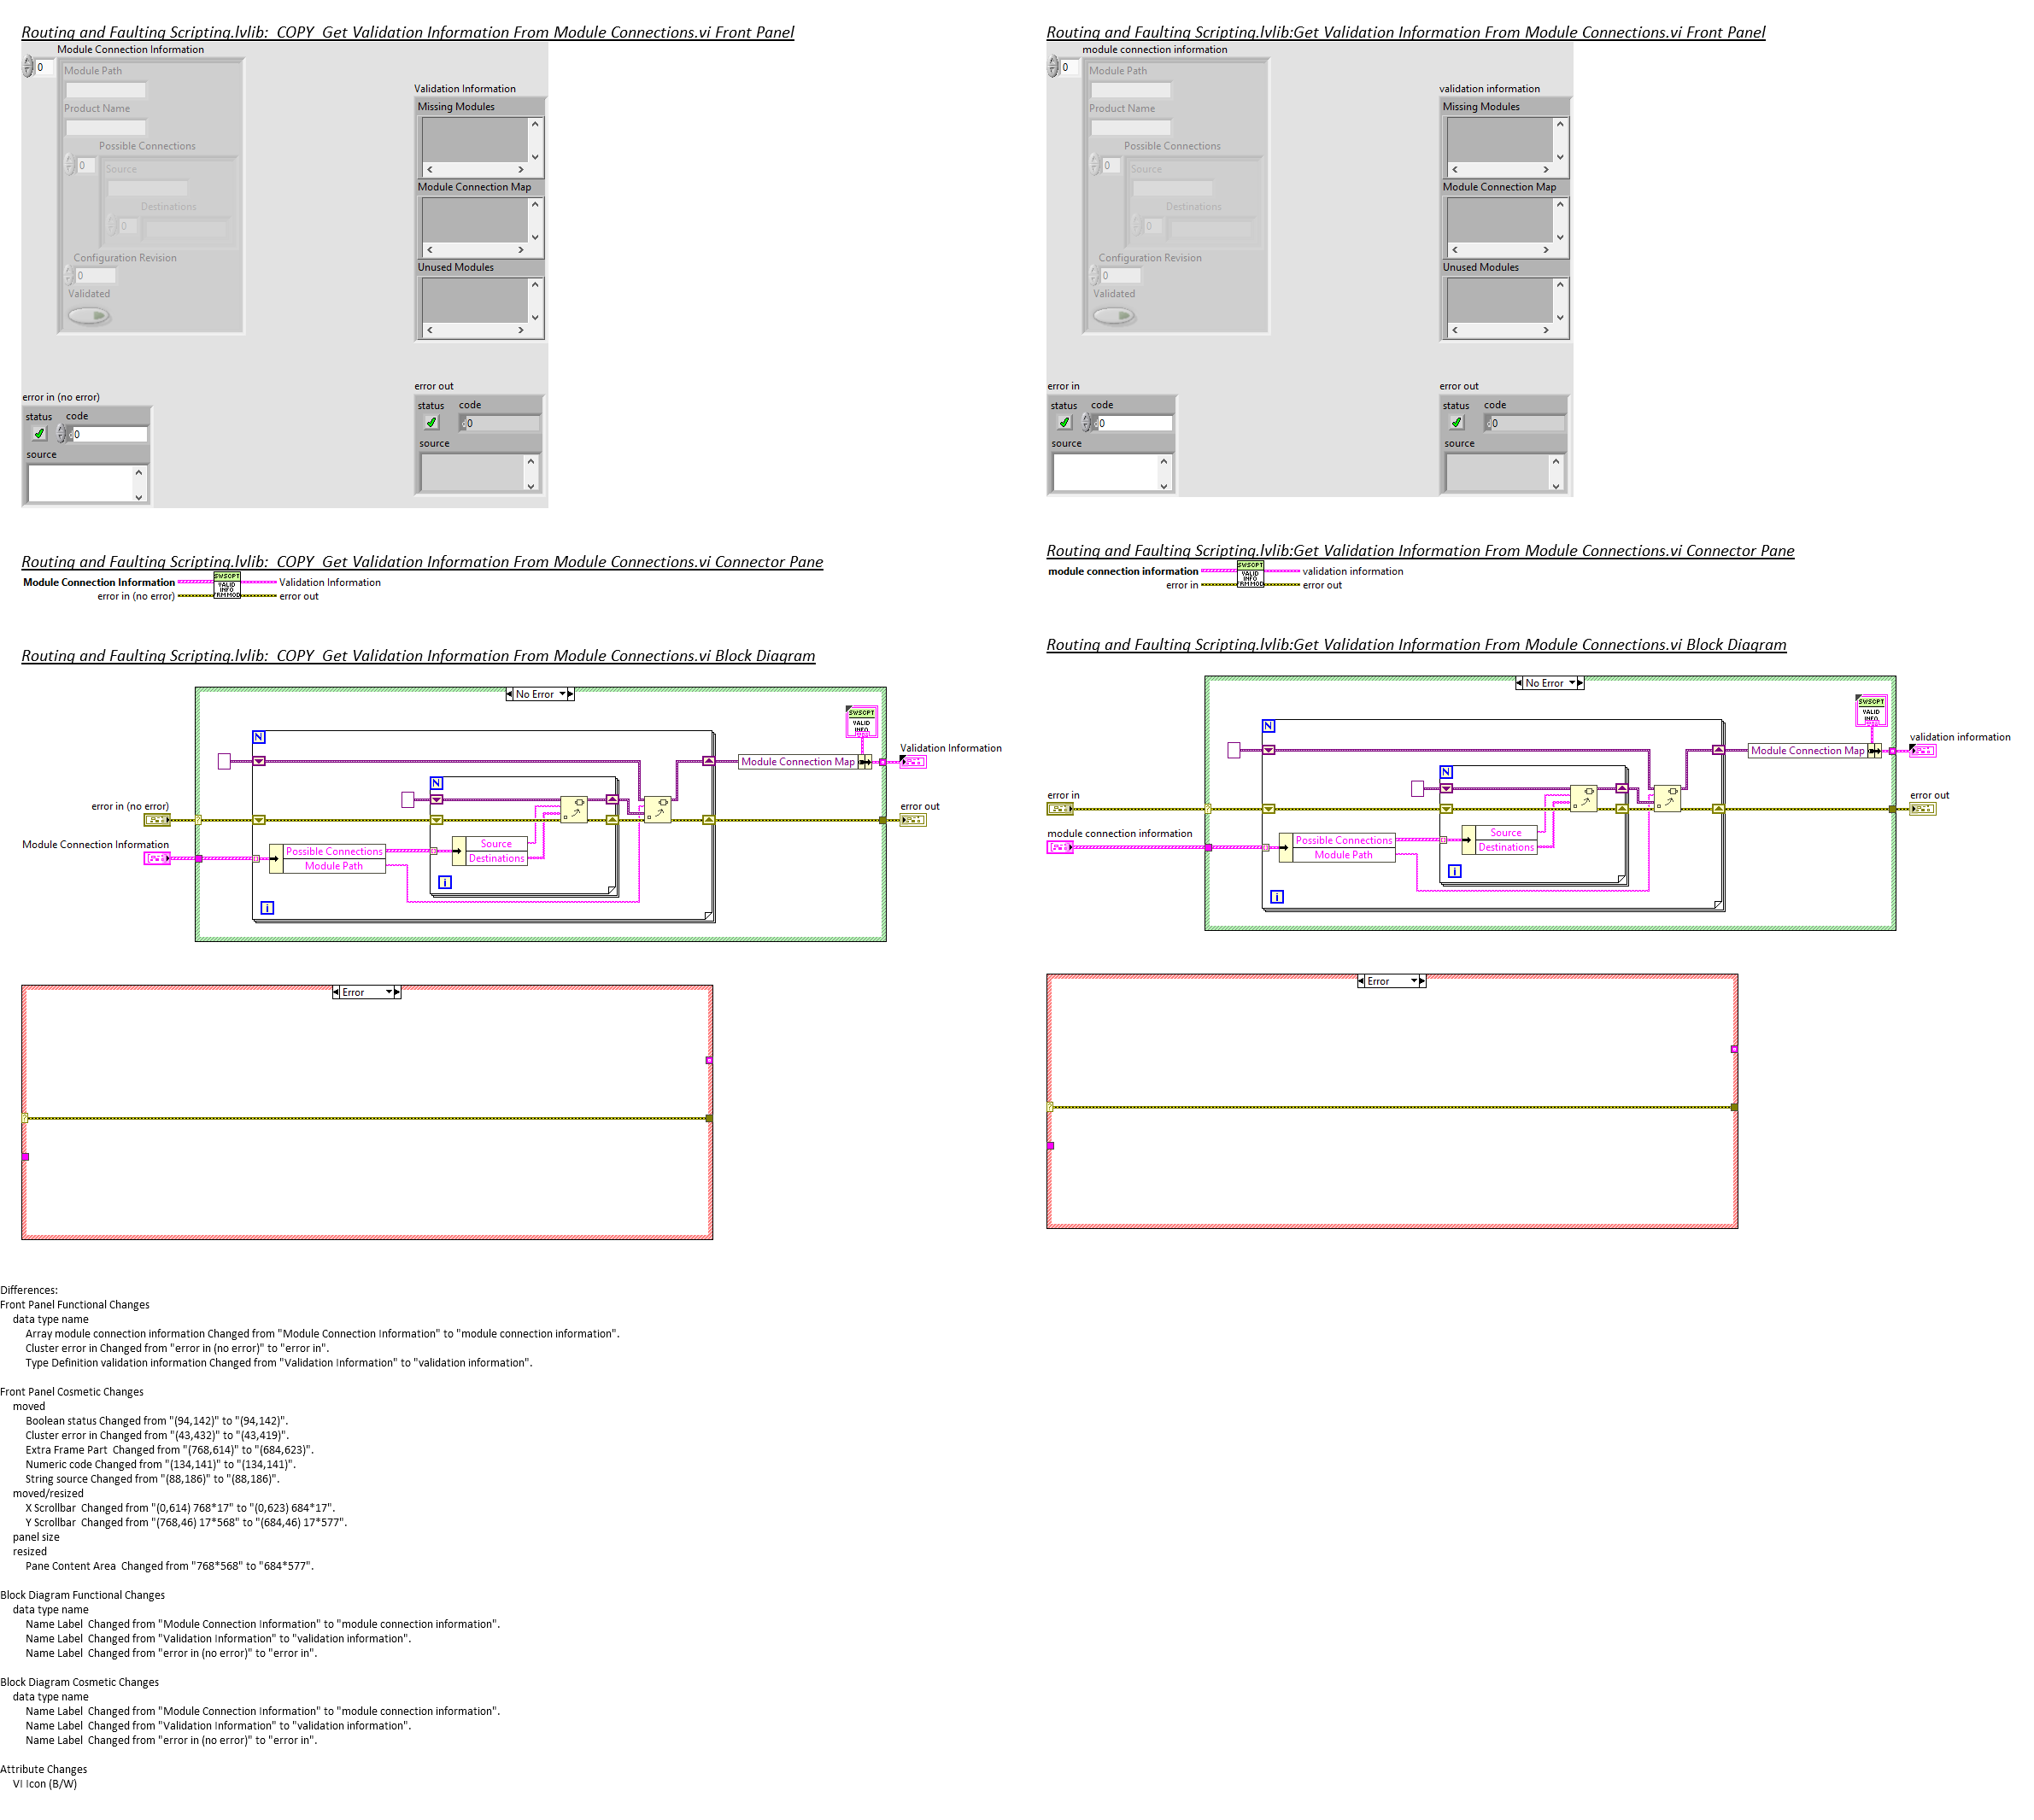 Routing and Faulting Scripting.lvlib:  COPY  Get Validation Information From Module Connections.vi Front Panel
Module Connection Information
0
Module Path
Product Name
Possible Connections
0
Source
Destinations
0
Configuration Revision
0
Validated
Validation Information
Missing Modules
Module Connection Map
Unused Modules
error in (no error)
status code
0
source
error out
status code
0
source
Routing and Faulting Scripting.lvlib:Get Validation Information From Module Connections.vi Front Panel
module connection information
0
Module Path
Product Name
Possible Connections
0
Source
Destinations
0
Configuration Revision
0
Validated
validation information
Missing Modules
Module Connection Map
Unused Modules
error in
status code
0
source
error out
status code
0
source
Routing and Faulting Scripting.lvlib:  COPY  Get Validation Information From Module Connections.vi Connector Pane
Module Connection Information
error in (no error)
SWSCPT
VALID
INFO
FRM MOD
Validation Information
error out
Routing and Faulting Scripting.lvlib:Get Validation Information From Module Connections.vi Connector Pane
module connection information
error in
SWSCPT
VALID
INFO
FRM MOD
validation information
error out
Routing and Faulting Scripting.lvlib:  COPY  Get Validation Information From Module Connections.vi Block Diagram
No Error
SWSCPT
VALID
INFO
N
Module Connection Map
Validation Information
N
error in (no error)
error out
Module Connection Information
Possible Connections
Module Path
Source
Destinations
i
i
Error
Routing and Faulting Scripting.lvlib:Get Validation Information From Module Connections.vi Block Diagram
No Error
SWSCPT
VALID
INFO
N
Module Connection Map
validation information
N
error in
error out
module connection information
Possible Connections
Module Path
Source
Destinations
i
i
Error
Differences:
Front Panel Functional Changes
data type name
Array module connection information Changed from "Module Connection Information" to "module connection information".
Cluster error in Changed from "error in (no error)" to "error in".
Type Definition validation information Changed from "Validation Information" to "validation information".
Front Panel Cosmetic Changes
moved
Boolean status Changed from "(94,142)" to "(94,142)".
Cluster error in Changed from "(43,432)" to "(43,419)".
Extra Frame Part  Changed from "(768,614)" to "(684,623)".
Numeric code Changed from "(134,141)" to "(134,141)".
String source Changed from "(88,186)" to "(88,186)".
moved/resized
X Scrollbar  Changed from "(0,614) 768*17" to "(0,623) 684*17".
Y Scrollbar  Changed from "(768,46) 17*568" to "(684,46) 17*577".
panel size
resized
Pane Content Area  Changed from "768*568" to "684*577".
Block Diagram Functional Changes
data type name
Name Label  Changed from "Module Connection Information" to "module connection information".
Name Label  Changed from "Validation Information" to "validation information".
Name Label  Changed from "error in (no error)" to "error in".
Block Diagram Cosmetic Changes
data type name
Name Label  Changed from "Module Connection Information" to "module connection information".
Name Label  Changed from "Validation Information" to "validation information".
Name Label  Changed from "error in (no error)" to "error in".
Attribute Changes
VI Icon (B/W)